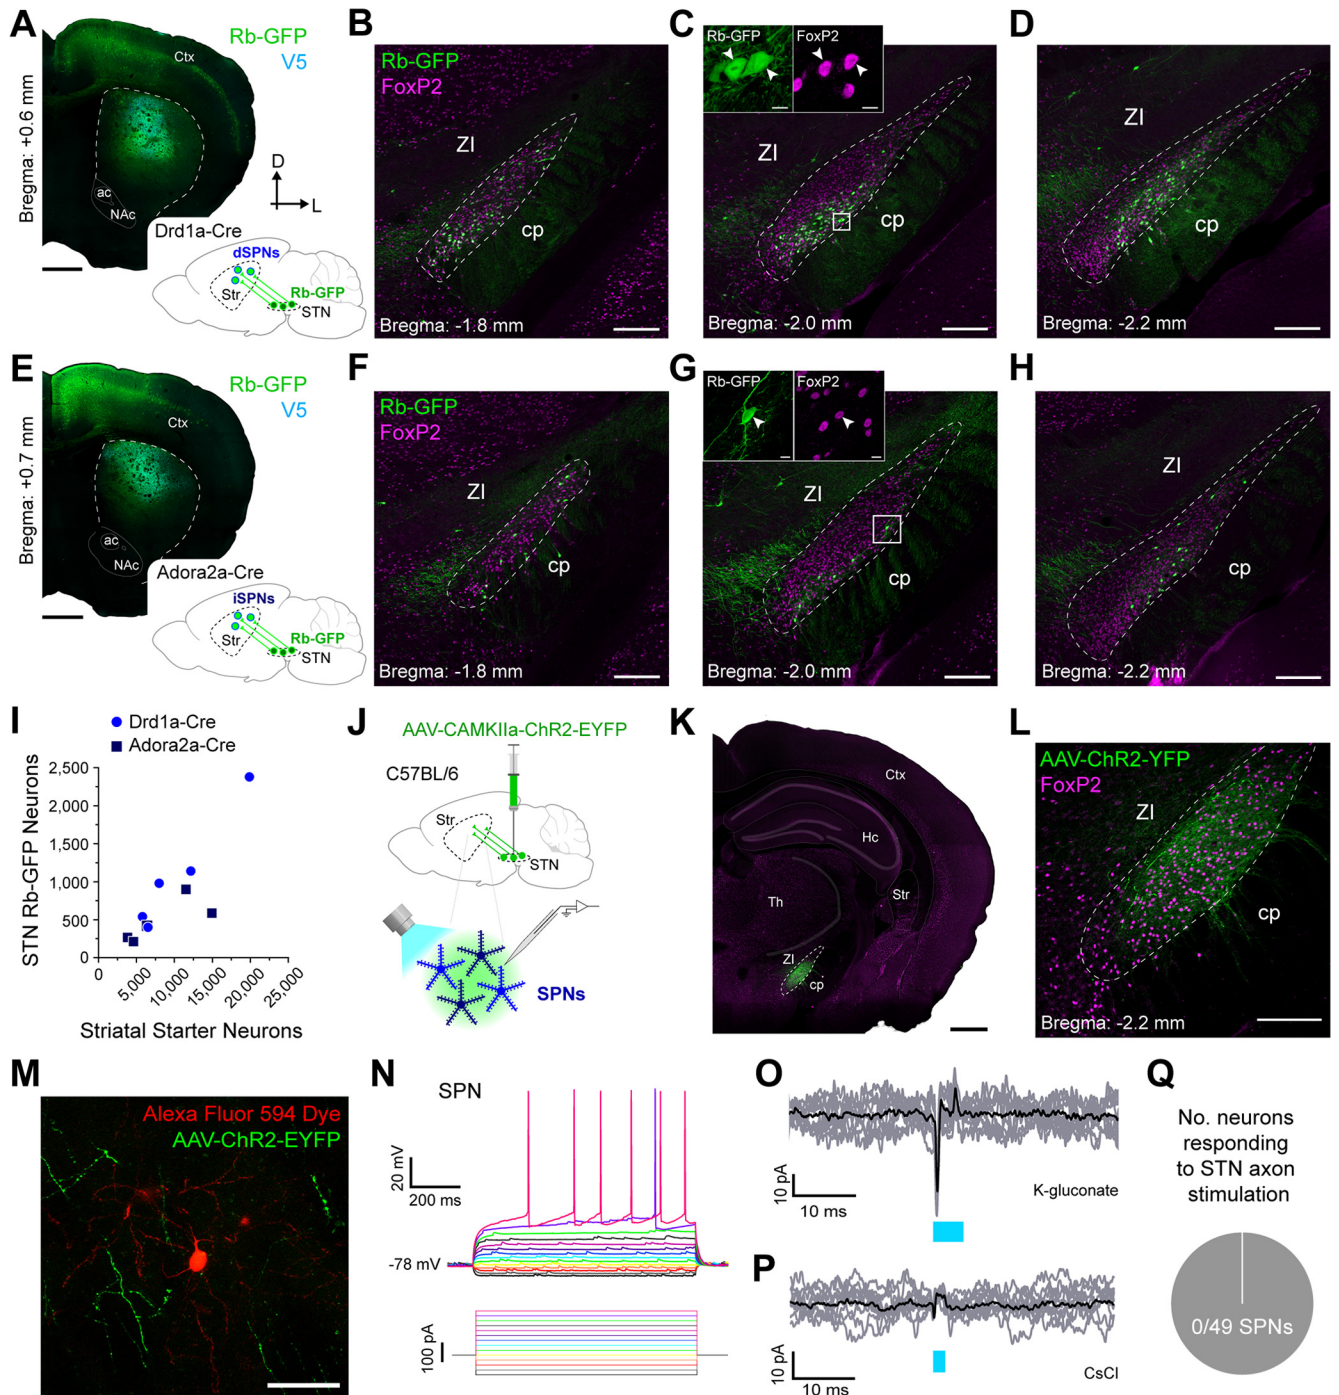 A
Rb-GFP
V5
Ctx
Bregma: +0.6 mm
ac
NAc
D
L
Drd1a-Cre
dSPNs
Str
Rb-GFP
STN
B
Rb-GFP
FoxP2
ZI
cp
Bregma: -1.8 mm
C
Rb-GFP
FoxP2
ZI
cp
Bregma: -2.0 mm
D
ZI
cp
Bregma: -2.2 mm
E
Rb-GFP
V5
Ctx
Bregma: +0.7 mm
ac
NAc
Adora2a-Cre
iSPNs
Str
Rb-GFP
STN
F
Rb-GFP
FoxP2
ZI
cp
Bregma: -1.8 mm
G
Rb-GFP
FoxP2
ZI
cp
Bregma: -2.0 mm
H
ZI
cp
Bregma: -2.2 mm
I
Drd1a-Cre
Adora2a-Cre
STN Rb-GFP Neurons
2,500
2,000
1,500
1,000
500
0
0
5,000
10,000
15,000
20,000
25,000
Striatal Starter Neurons
J
AAV-CAMKIIa-ChR2-EYFP
C57BL/6
Str
STN
SPNs
K
Ctx
Hc
Str
Th
ZI
cp
L
AAV-ChR2-YFP
FoxP2
ZI
cp
Bregma: -2.2 mm
M
Alexa Fluor 594 Dye
AAV-ChR2-EYFP
N
SPN
20 mV
200 ms
-78 mV
100 pA
O
10 pA
10 ms
K-gluconate
P
10 pA
10 ms
CsCl
Q
No. neurons
responding
to STN axon
stimulation
0/49 SPNs